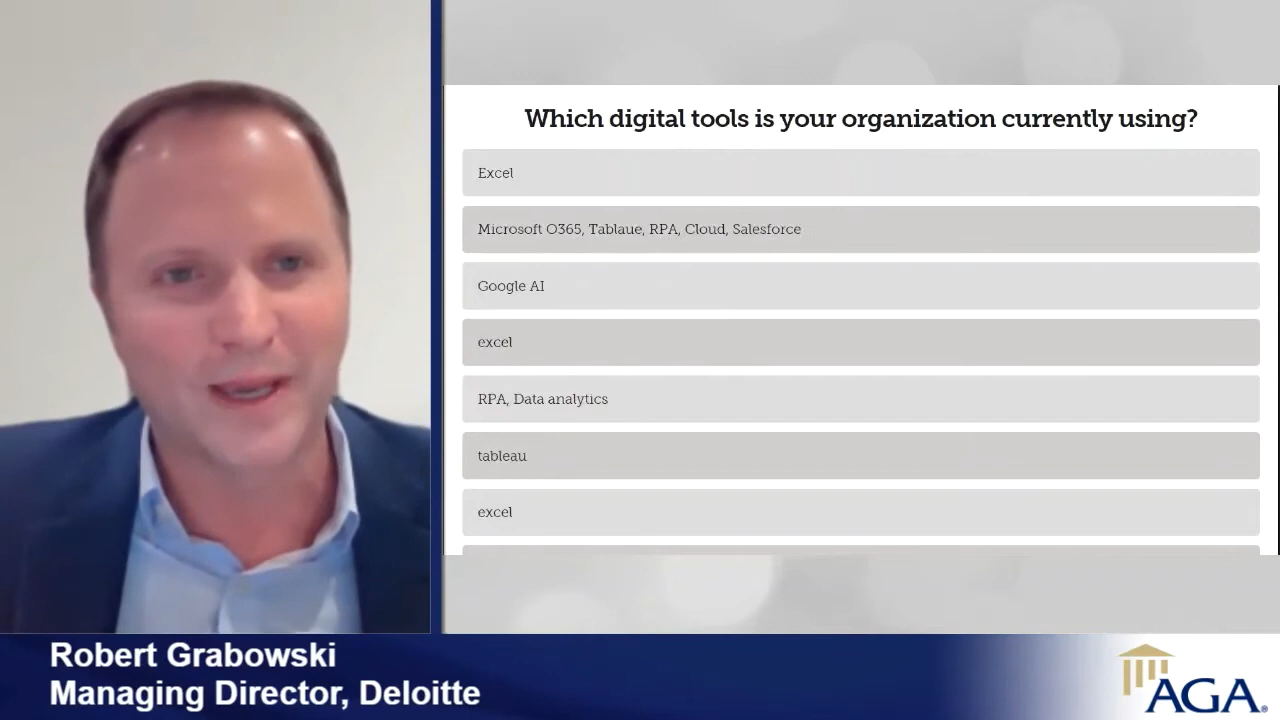 Which digital tools is your organization currently using?
Excel
Microsoft O365, Tablaue, RPA, Cloud, Salesforce
Google AI
excel
RPA, Data analytics
tableau
excel
Robert Grabowski
Managing Director, Deloitte
AGA®